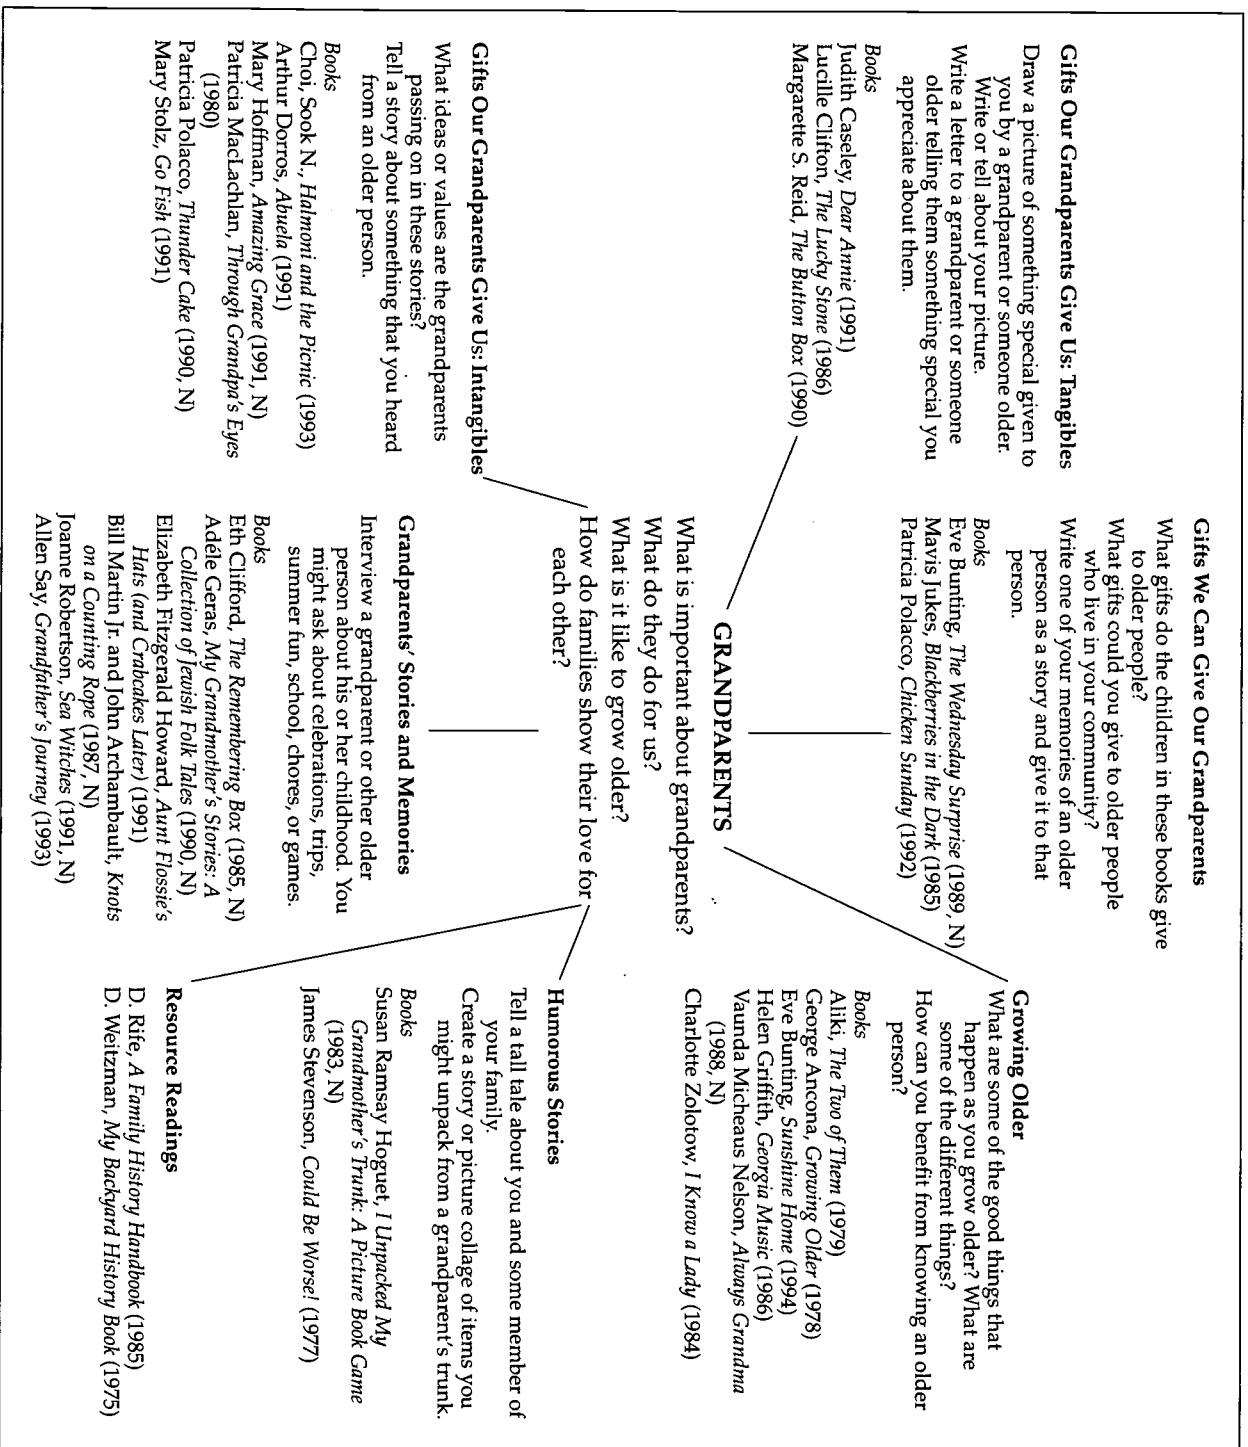 Gifts Our Grandparents Give Us: Tangibles
Draw a picture of something special given to
you by a grandparent or someone older.
Write or tell about your picture.
Write a letter to a grandparent or someone
older telling them something special you
appreciate about them.
Books
Judith Caseley, Dear Annie (1991)
Lucille Clifton, The Lucky Stone (1986)
Margarette S. Reid, The Button Box (1990)
Gifts We Can Give Our Grandparents
What gifts do the children in these books give
to older people?
What gifts could you give to older people
who live in your community?
Write one of your memories of an older
person as a story and give it to that
person.
Books
Eve Bunting, The Wednesday Surprise (1989, N)
Mavis Jukes, Blackberries in the Dark (1985)
Patricia Polacco, Chicken Sunday (1992)
Growing Older
What are some of the good things that
happen as you grow older? What are
some of the different things?
How can you benefit from knowing an older
person?
Books
Aliki, The Two of Them (1979)
George Ancona, Growing Older (1978)
Eve Bunting, Sunshine Home (1994)
Helen Griffith, Georgia Music (1986)
Vaunda Micheaus Nelson, Always Grandma
(1988, N)
Charlotte Zolotow, I Know a Lady (1984)
GRANDPARENTS
What is important about grandparents?
What do they do for us?
What is it like to grow older?
How do families show their love for
each other?
Gifts Our Grandparents Give Us: Intangibles
What ideas or values are the grandparents
passing on in these stories?
Tell a story about something that you heard
from an older person.
Books
Choi, Sook N., Halmoni and the Picnic (1993)
Arthur Dorros, Abuela (1991)
Mary Hoffman, Amazing Grace (1991, N)
Patricia MacLachlan, Through Grandpa's Eyes
(1980)
Patricia Polacco, Thunder Cake (1990, N)
Mary Stolz, Go Fish (1991)
Grandparents' Stories and Memories
Interview a grandparent or other older
person about his or her childhood. You
might ask about celebrations, trips,
summer fun, school, chores, or games.
Books
Eth Clifford, The Remembering Box (1985, N)
Adéle Geras, My Grandmother's Stories: A
Collection of Jewish Folk Tales (1990, N)
Elizabeth Fitzgerald Howard, Aunt Flossie's
Hats (and Crabcakes Later) (1991)
Bill Martin Jr. and John Archambault, Knots
on a Counting Rope (1987, N)
Joanne Robertson, Sea Witches (1991, N)
Allen Say, Grandfather's Journey (1993)
Humorous Stories
Tell a tall tale about you and some member of
your family.
Create a story or picture collage of items you
might unpack from a grandparent's trunk.
Books
Susan Ramsay Hoguet, I Unpacked My
Grandmother's Trunk: A Picture Book Game
(1983, N)
James Stevenson, Could Be Worse! (1977)
Resource Readings
D. Rife, A Family History Handbook (1985)
D. Weitzman, My Backyard History Book (1975)